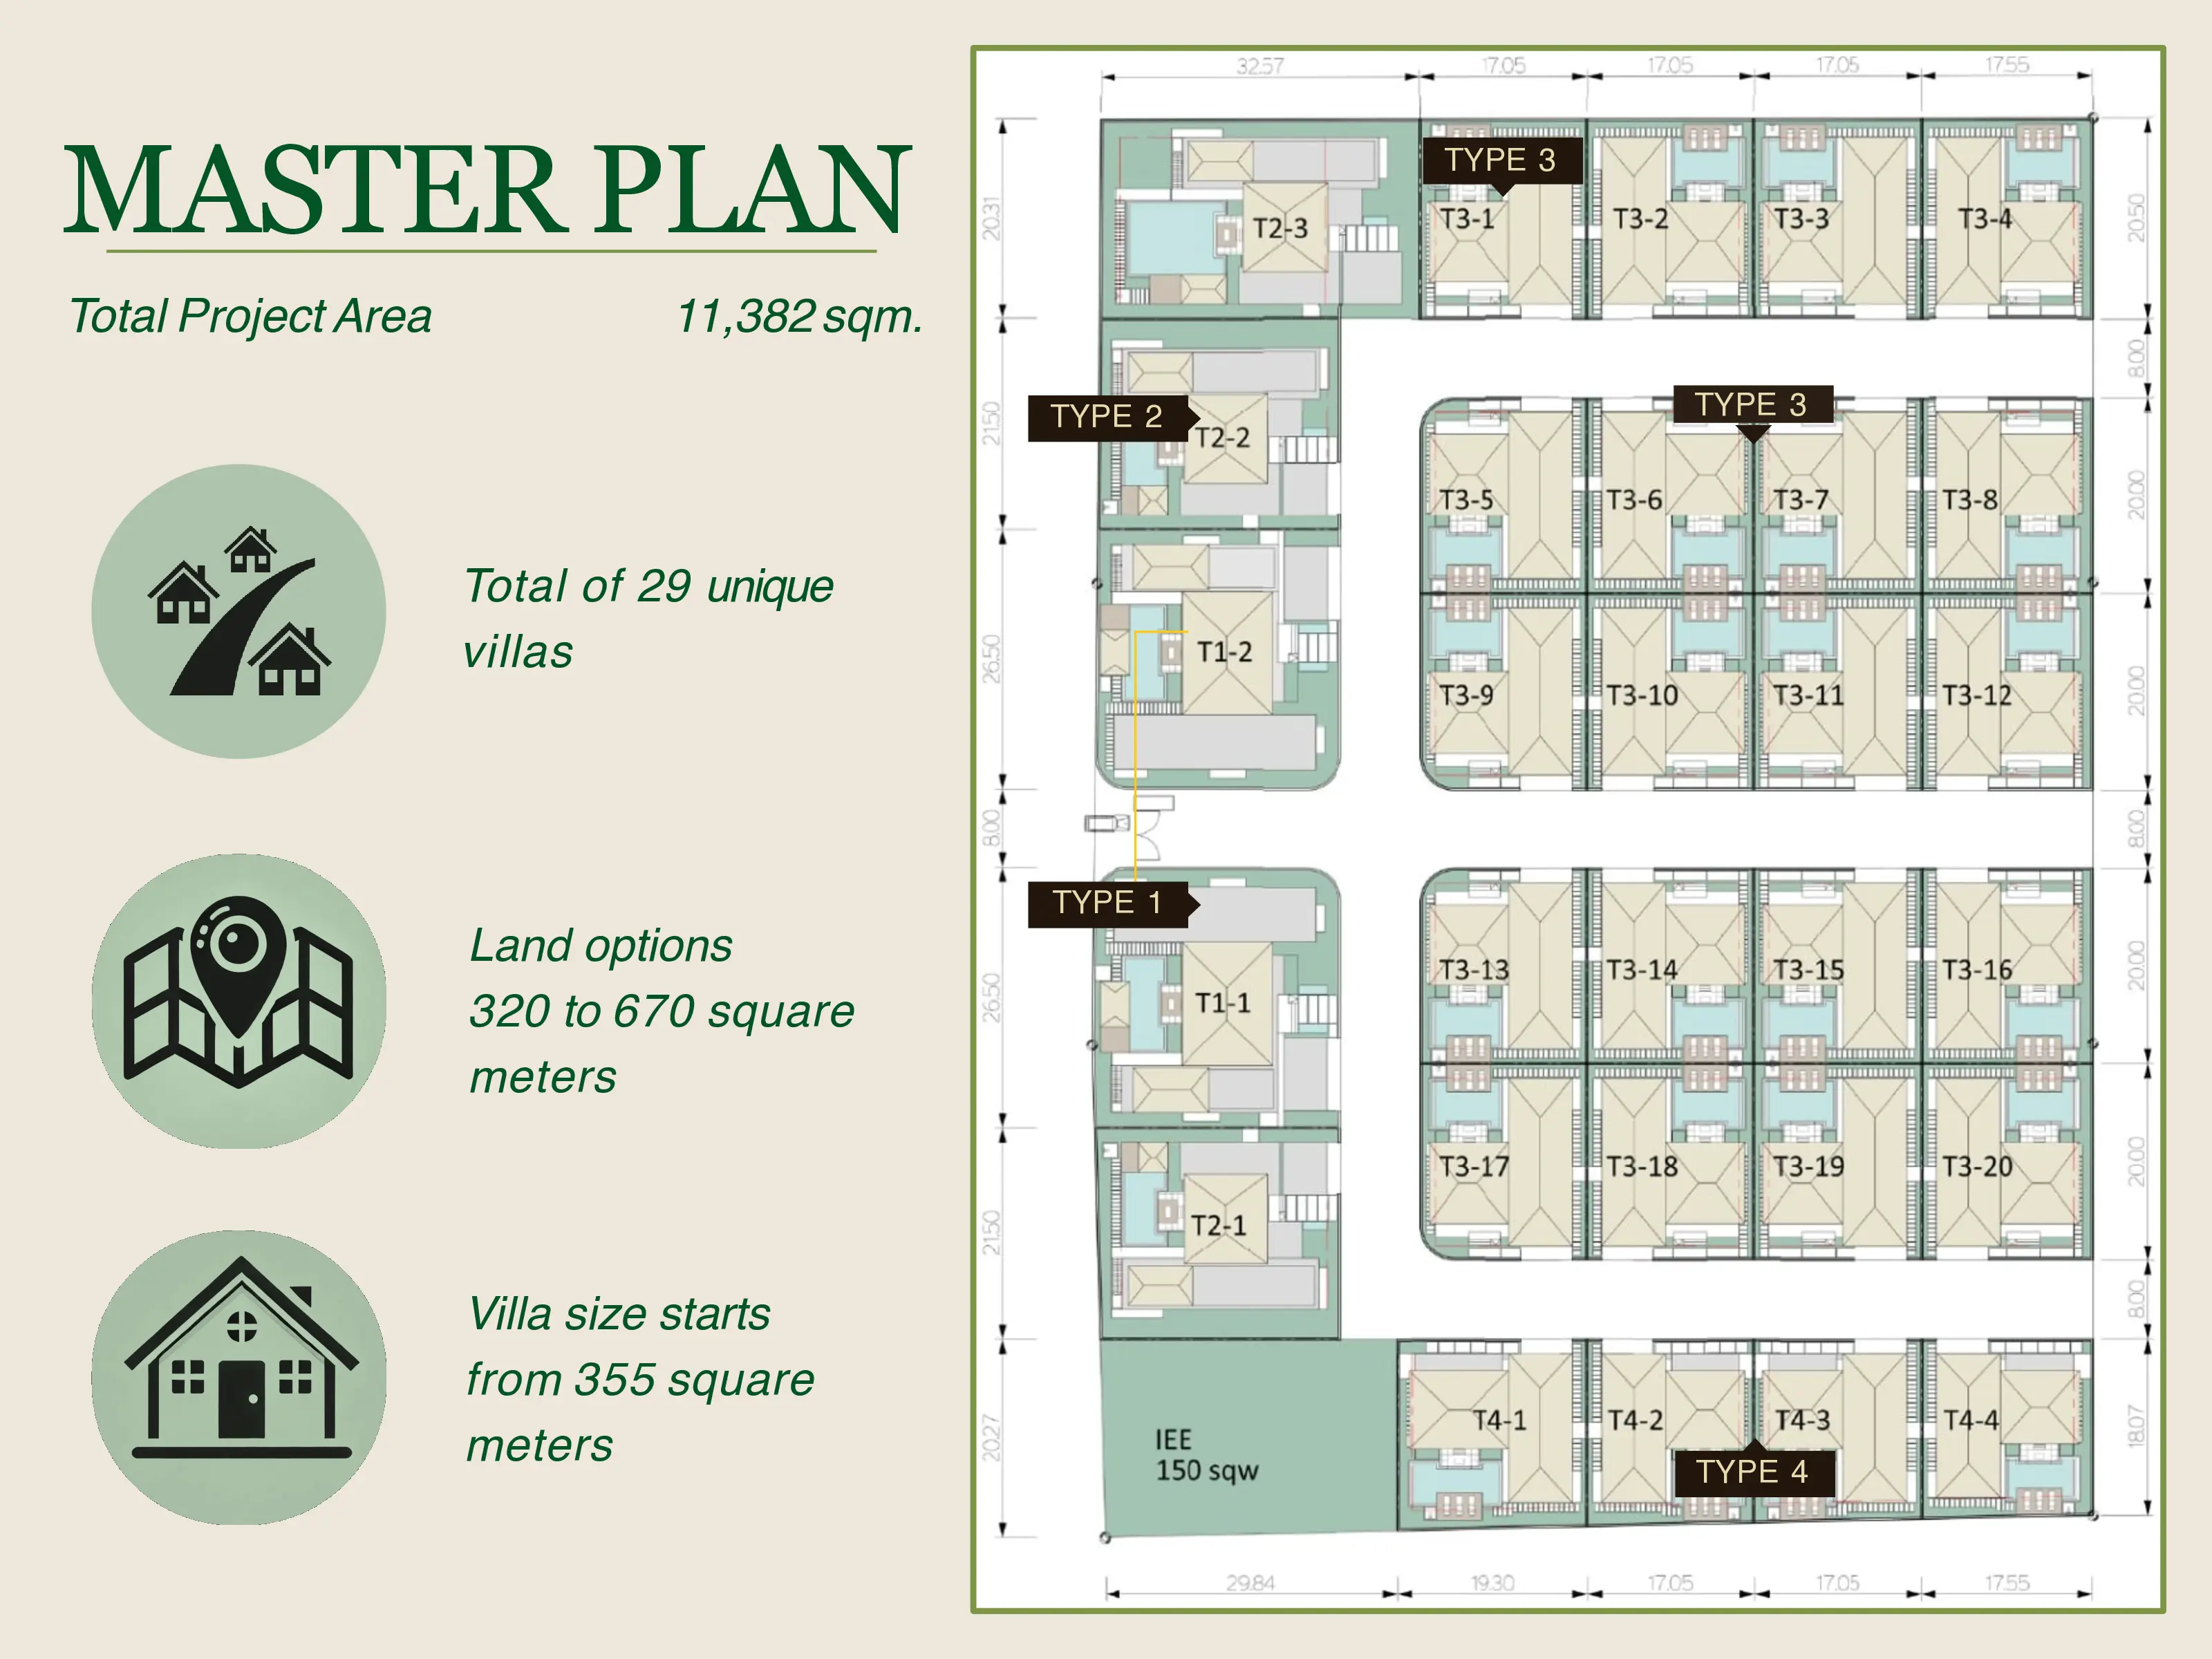 MASTER PLAN
Total Project Area 11,382 sqm.
Total of 29 unique
villas
Land options
320 to 670 square
meters
Villa size starts
from 355 square
meters
32.57 17.05 17.05 17.05 17.55
20.31
21.50
26.50
8.00
26.50
21.50
20.27
TYPE 3
T2-3 T3-1 T3-2 T3-3 T3-4
20.50
8.00
TYPE 2
TYPE 3
T2-2
T3-5 T3-6 T3-7 T3-8
20.00
T1-2
T3-9 T3-10 T3-11 T3-12
20.00
8.00
TYPE 1
T1-1
T3-13 T3-14 T3-15 T3-16
20.00
T2-1
T3-17 T3-18 T3-19 T3-20
20.00
8.00
IEE
150 sqw
T4-1 T4-2 T4-3 T4-4
TYPE 4
18.07
29.84 19.30 17.05 17.05 17.55